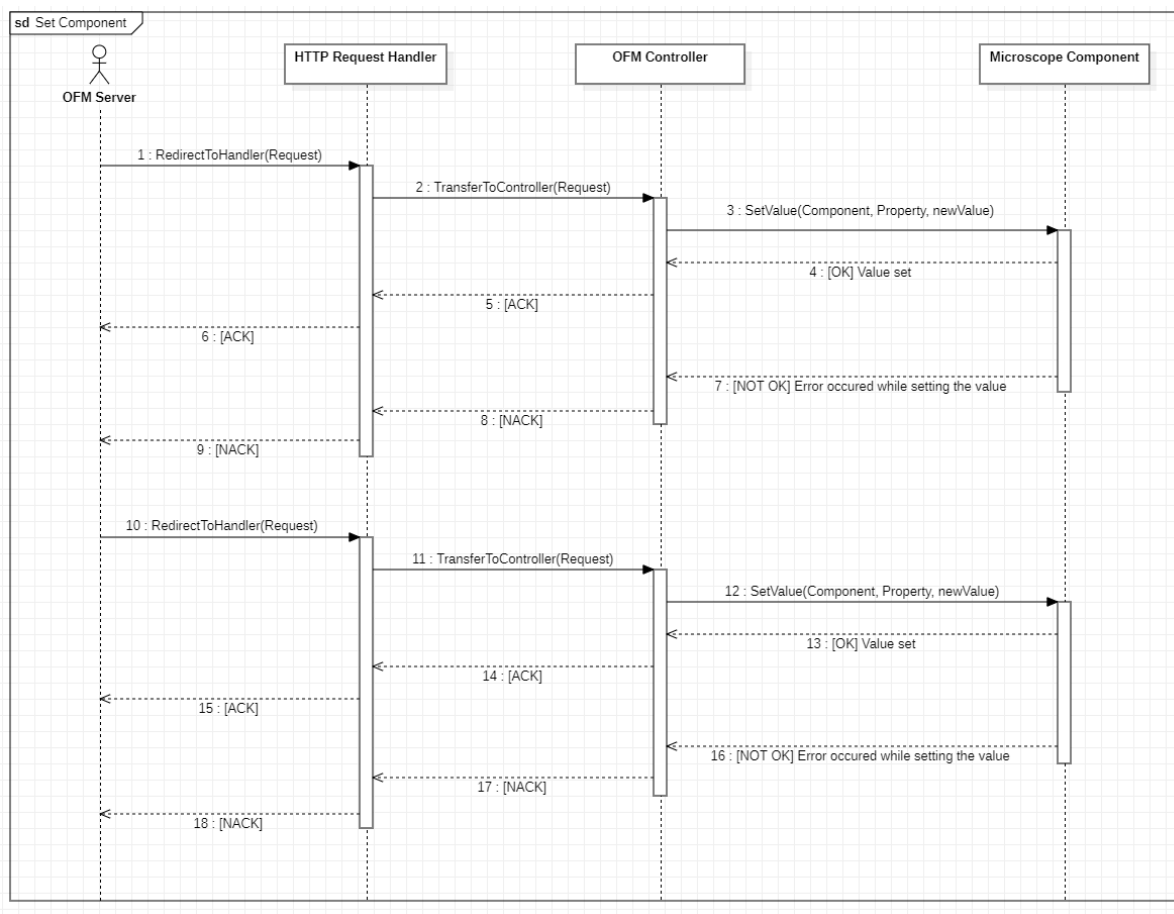 sd Set Component
OFM Server
HTTP Request Handler
OFM Controller
Microscope Component
1 : RedirectToHandler(Request)
2 : TransferToController(Request)
3 : SetValue(Component, Property, newValue)
4 : [OK] Value set
5 : [ACK]
6 : [ACK]
7 : [NOT OK] Error occured while setting the value
8 : [NACK]
9 : [NACK]
10 : RedirectToHandler(Request)
11 : TransferToController(Request)
12 : SetValue(Component, Property, newValue)
13 : [OK] Value set
14 : [ACK]
15 : [ACK]
16 : [NOT OK] Error occured while setting the value
17 : [NACK]
18 : [NACK]